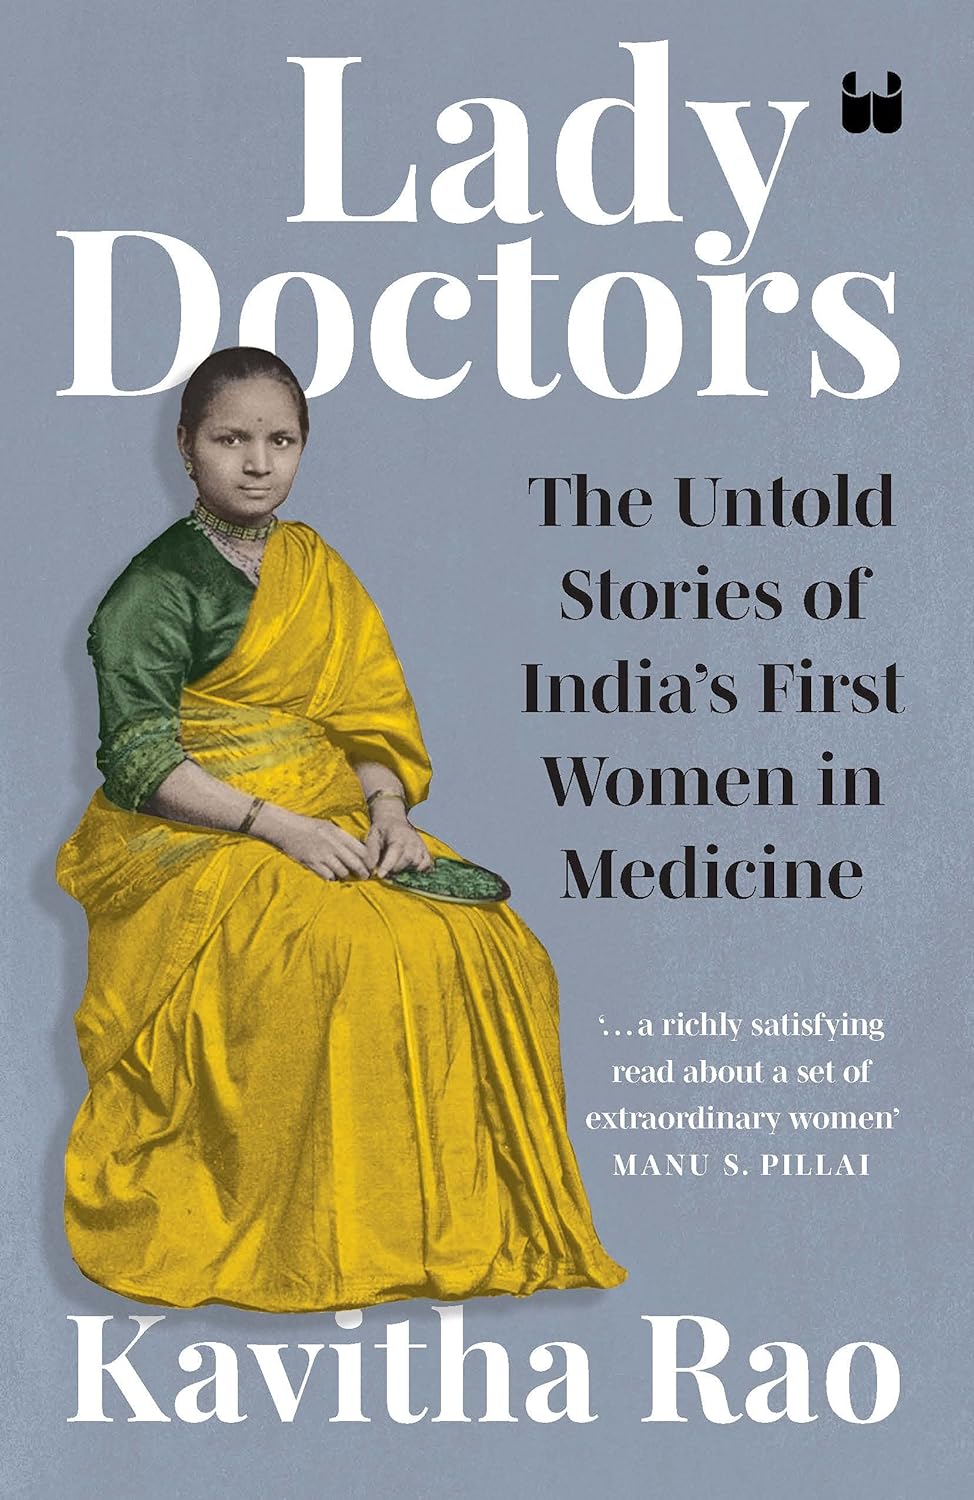 Lady
Doctors
The Untold
Stories of
India’s First
Women in
Medicine
‘...a richly satisfying
read about a set of
extraordinary women’
MANU S. PILLAI
Kavitha Rao